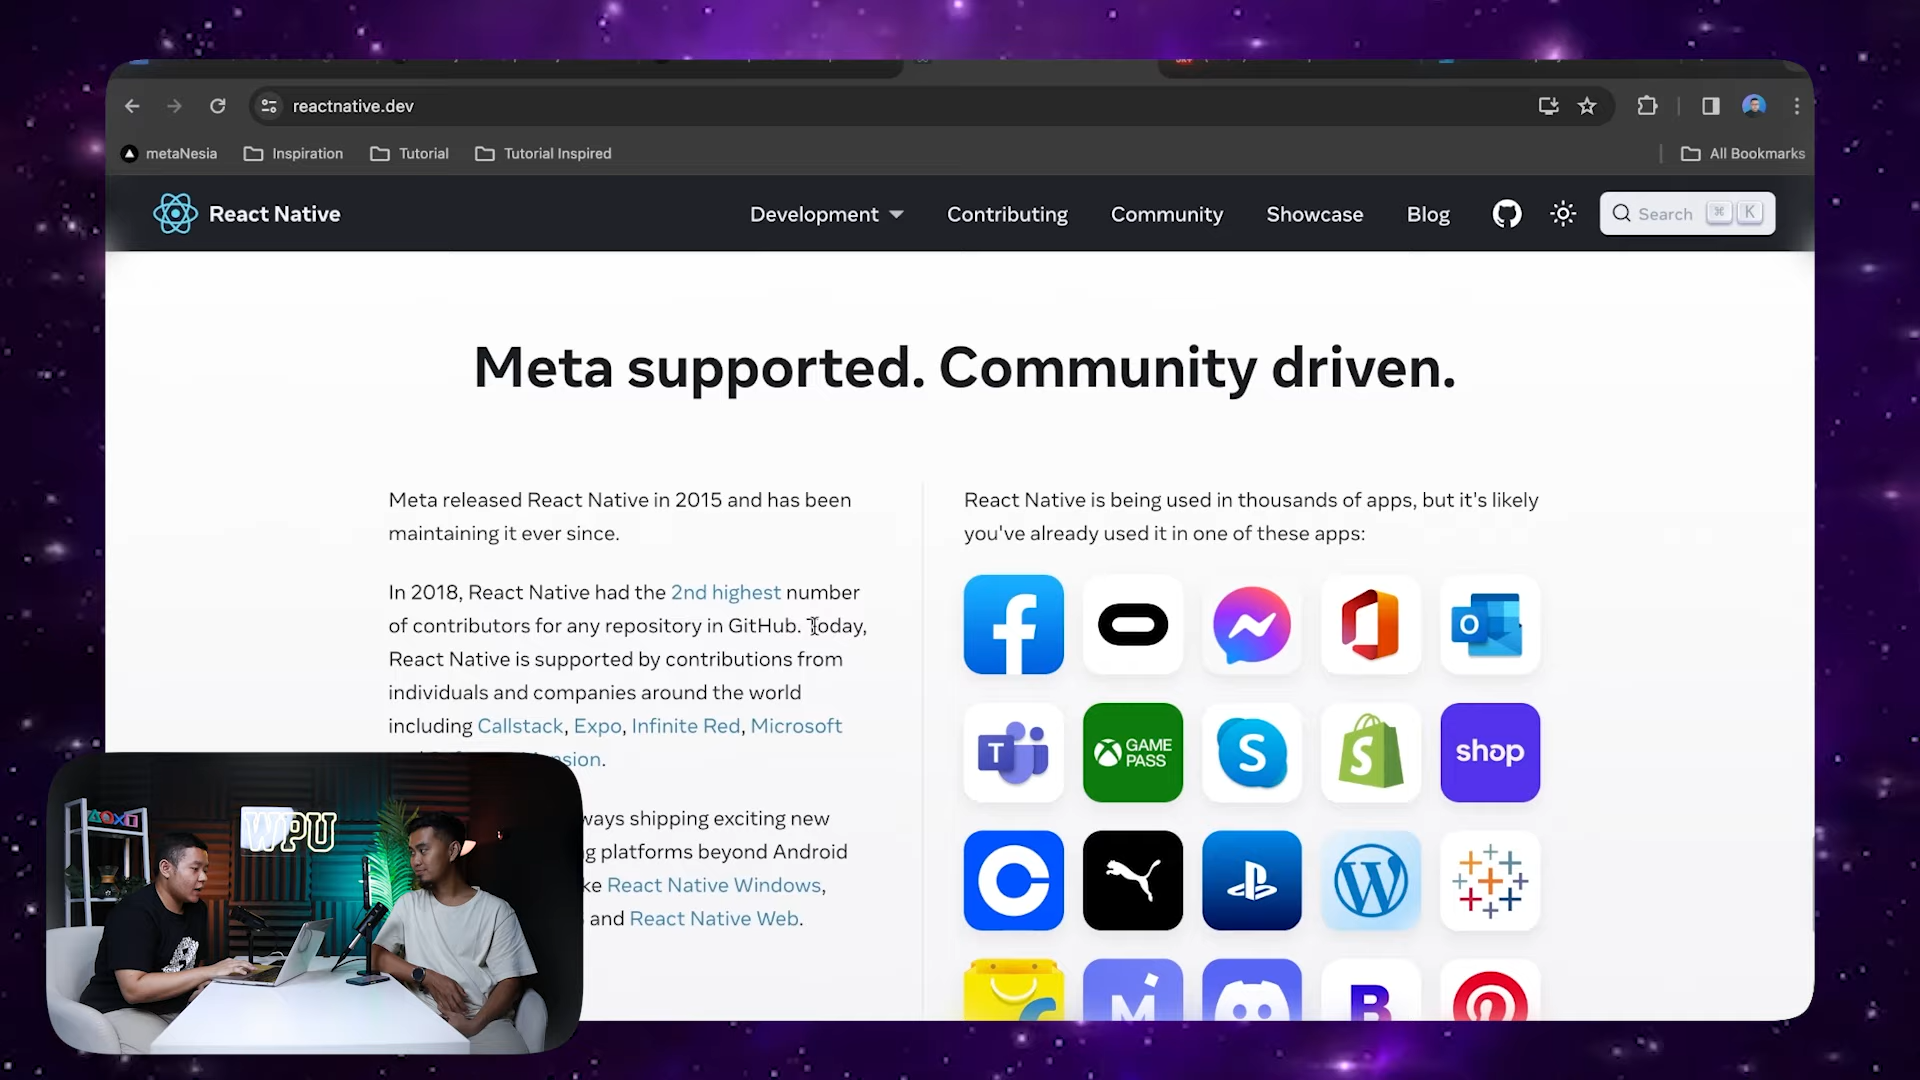 reactnative.dev
metaNesia Inspiration Tutorial Tutorial Inspired All Bookmarks
React Native Development Contributing Community Showcase Blog Search ⌘ K
Meta supported. Community driven.
Meta released React Native in 2015 and has been
maintaining it ever since.
In 2018, React Native had the 2nd highest number
of contributors for any repository in GitHub. Today,
React Native is supported by contributions from
individuals and companies around the world
including Callstack, Expo, Infinite Red, Microsoft
sion.
ways shipping exciting new
platforms beyond Android
React Native Windows,
and React Native Web.
React Native is being used in thousands of apps, but it's likely
you've already used it in one of these apps:
f
O
T
GAME
PASS
S
S
shop
C
W
M
B
WPU